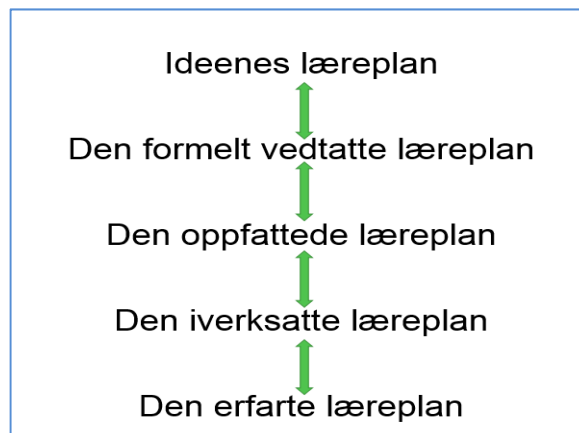 Ideenes læreplan
Den formelt vedtatte læreplan
Den oppfattede læreplan
Den iverksatte læreplan
Den erfarte læreplan